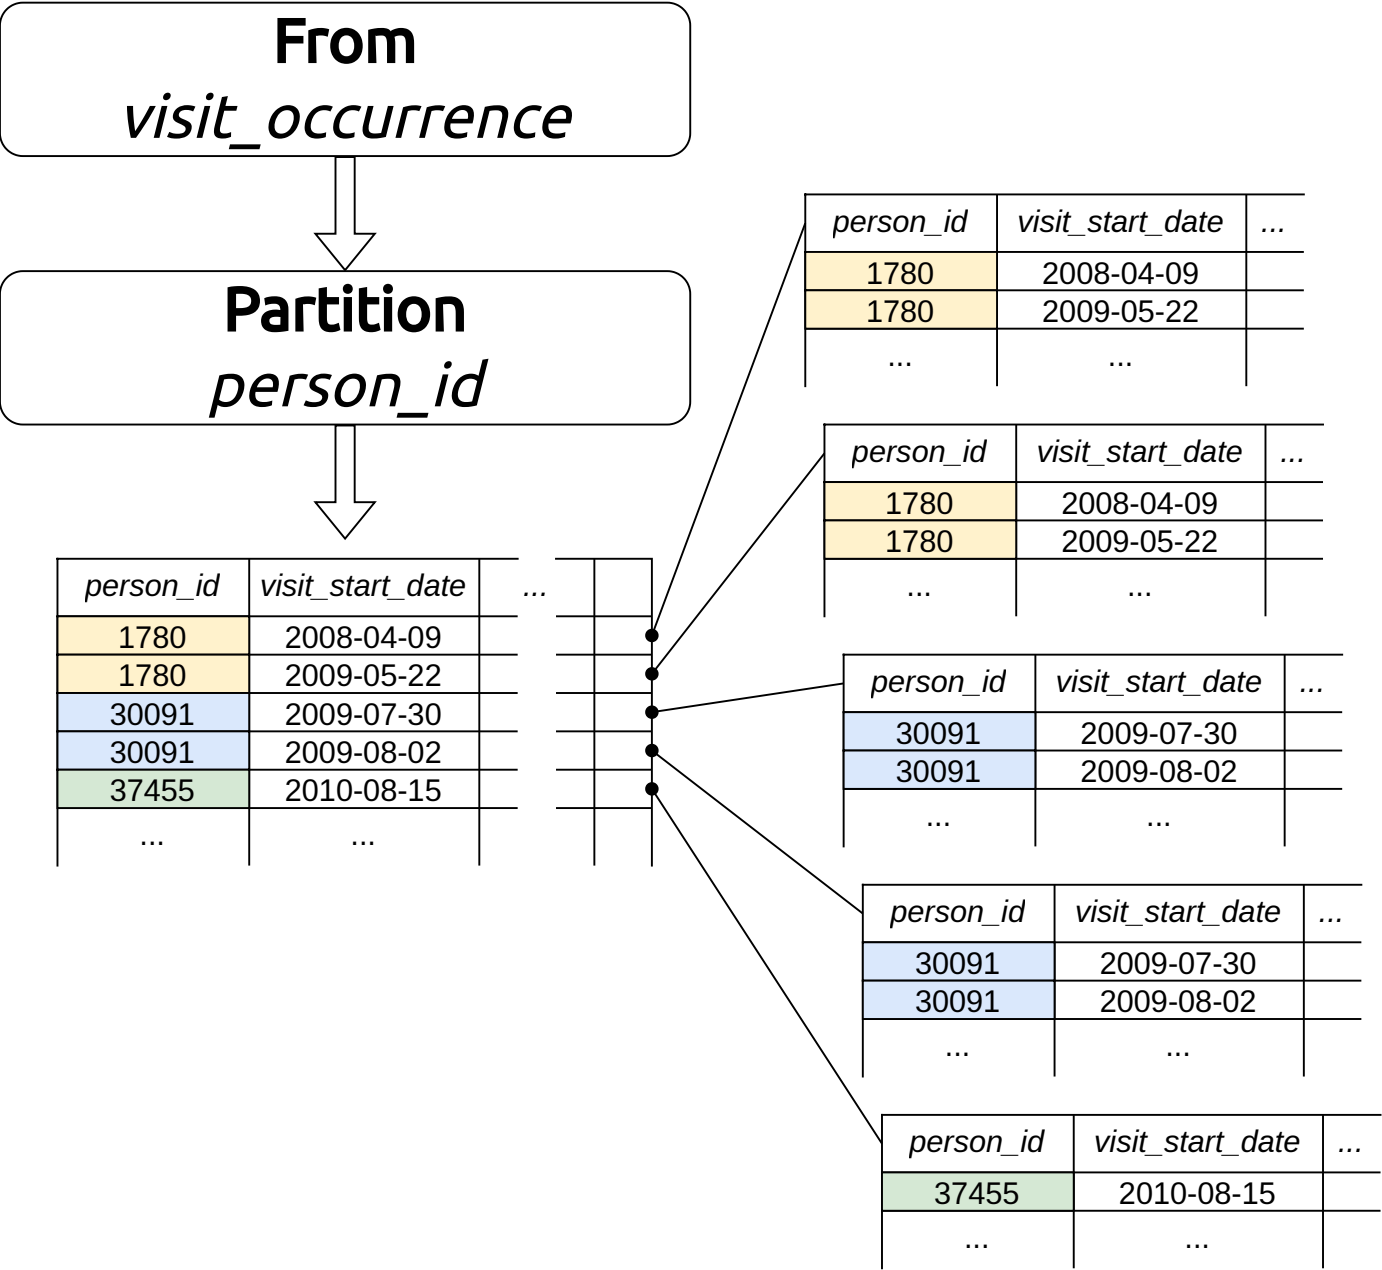 From
visit_occurrence
Partition
person_id
person_id visit_start_date ...
1780 2008-04-09
1780 2009-05-22
30091 2009-07-30
30091 2009-08-02
37455 2010-08-15
... ...
person_id visit_start_date ...
1780 2008-04-09
1780 2009-05-22
... ...
person_id visit_start_date ...
1780 2008-04-09
1780 2009-05-22
... ...
person_id visit_start_date ...
30091 2009-07-30
30091 2009-08-02
... ...
person_id visit_start_date ...
30091 2009-07-30
30091 2009-08-02
... ...
person_id visit_start_date ...
37455 2010-08-15
... ...